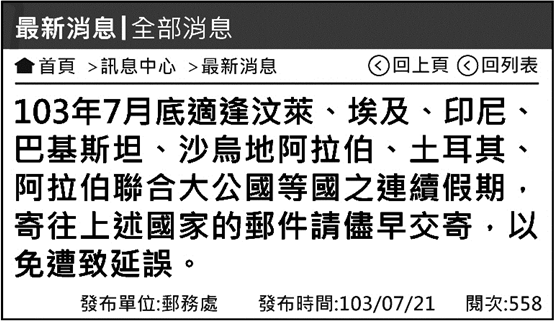 最新消息|全部消息
首頁 >訊息中心 >最新消息 回上頁 回列表
103年7月底適逢汶萊、埃及、印尼、
巴基斯坦、沙烏地阿拉伯、土耳其、
阿拉伯聯合大公國等國之連續假期，
寄往上述國家的郵件請儘早交寄，以
免遭致延誤。
發布單位:郵務處 發布時間:103/07/21 閱次:558